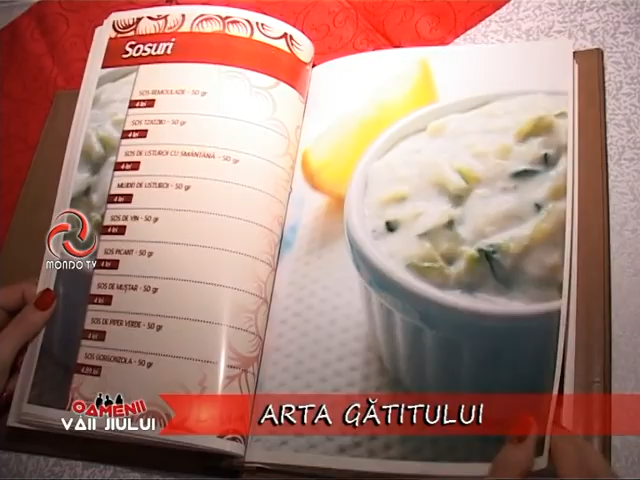 Sosuri
SOS REMOULADE - 50 gr
4 lei
SOS TZATZIKI - 50 gr
4 lei
SOS DE USTUROI CU SMÂNTÂNĂ - 50 gr
4 lei
MUJDEI DE USTUROI - 50 gr
4 lei
SOS DE VIN - 50 gr
4 lei
SOS PICANT - 50 gr
4 lei
SOS DE MUŞTAR - 50 gr
4 lei
SOS DE PIPER VERDE - 50 gr
4 lei
SOS GORGONZOLA - 50 gr
MONDO TV
OAMENII
VĂII JIULUI
ARTA GĂTITULUI